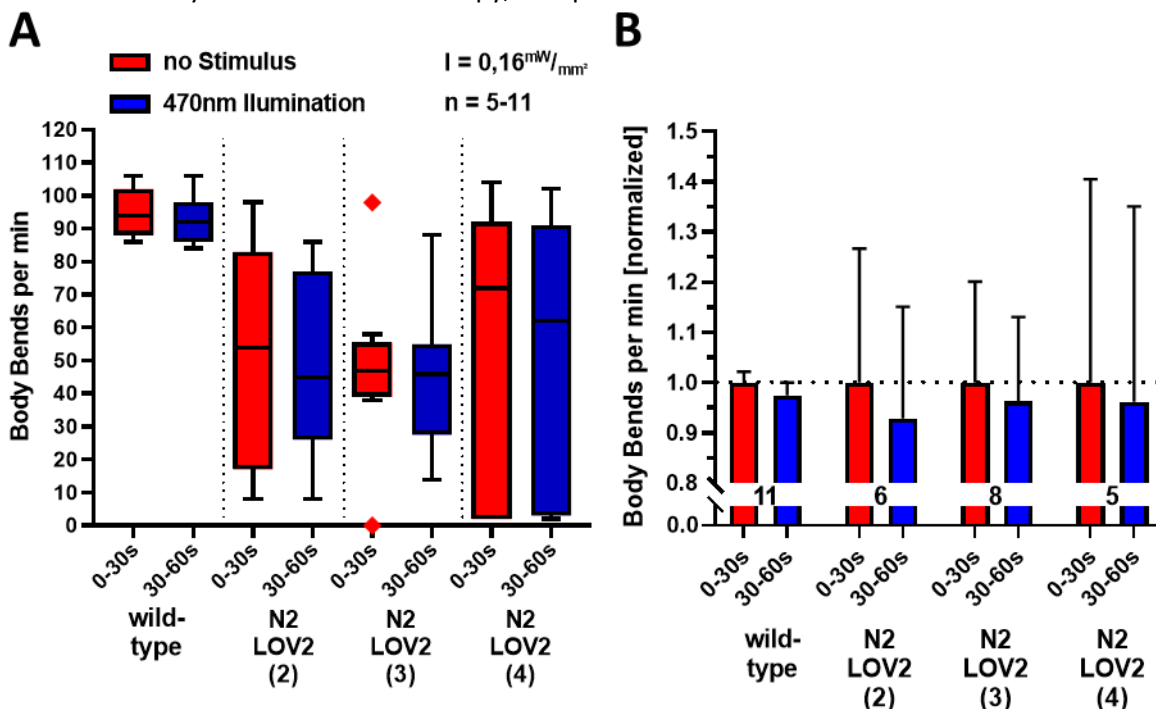 A
no Stimulus
I = 0,16mW/mm²
470nm Ilumination
n = 5-11
Body Bends per min
120
110
100
90
80
70
60
50
40
30
20
10
0
0-30s
30-60s
0-30s
30-60s
0-30s
30-60s
0-30s
30-60s
wild-
type
N2
LOV2
(2)
N2
LOV2
(3)
N2
LOV2
(4)
B
Body Bends per min [normalized]
1.5
1.4
1.3
1.2
1.1
1.0
0.9
0.8
0.0
11
6
8
5
0-30s
30-60s
0-30s
30-60s
0-30s
30-60s
0-30s
30-60s
wild-
type
N2
LOV2
(2)
N2
LOV2
(3)
N2
LOV2
(4)